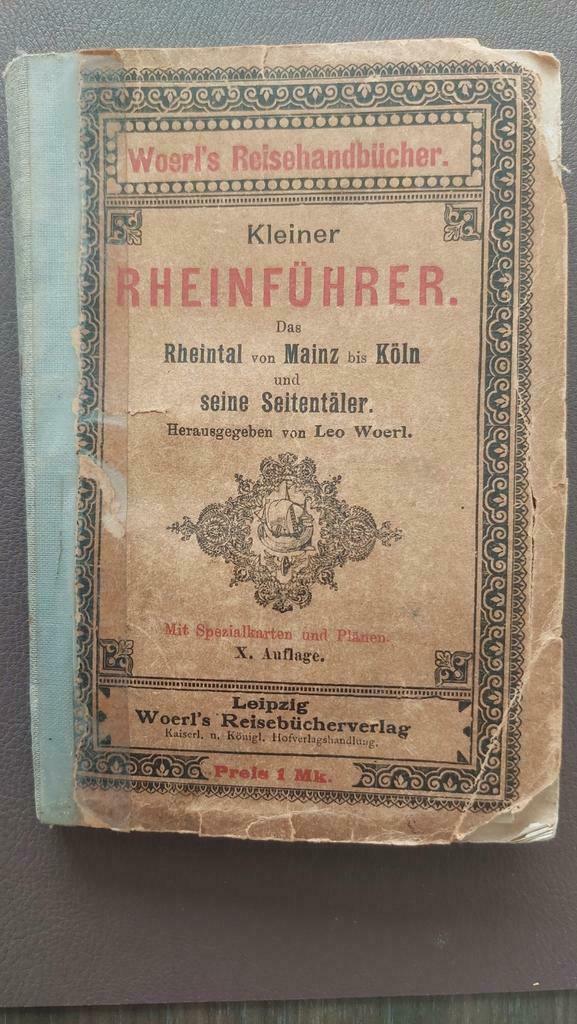 Woerl's Reisehandbücher.
Kleiner
RHEINFÜHRER.
Das
Rheintal von Mainz bis Köln
und
seine Seitentäler.
Herausgegeben von Leo Woerl.
Mit Spezialkarten und Plänen.
X. Auflage.
Leipzig
Woerl's Reisebücherverlag
Kaiserl. u. Königl. Hofverlagshandlung.
Preis 1 Mk.